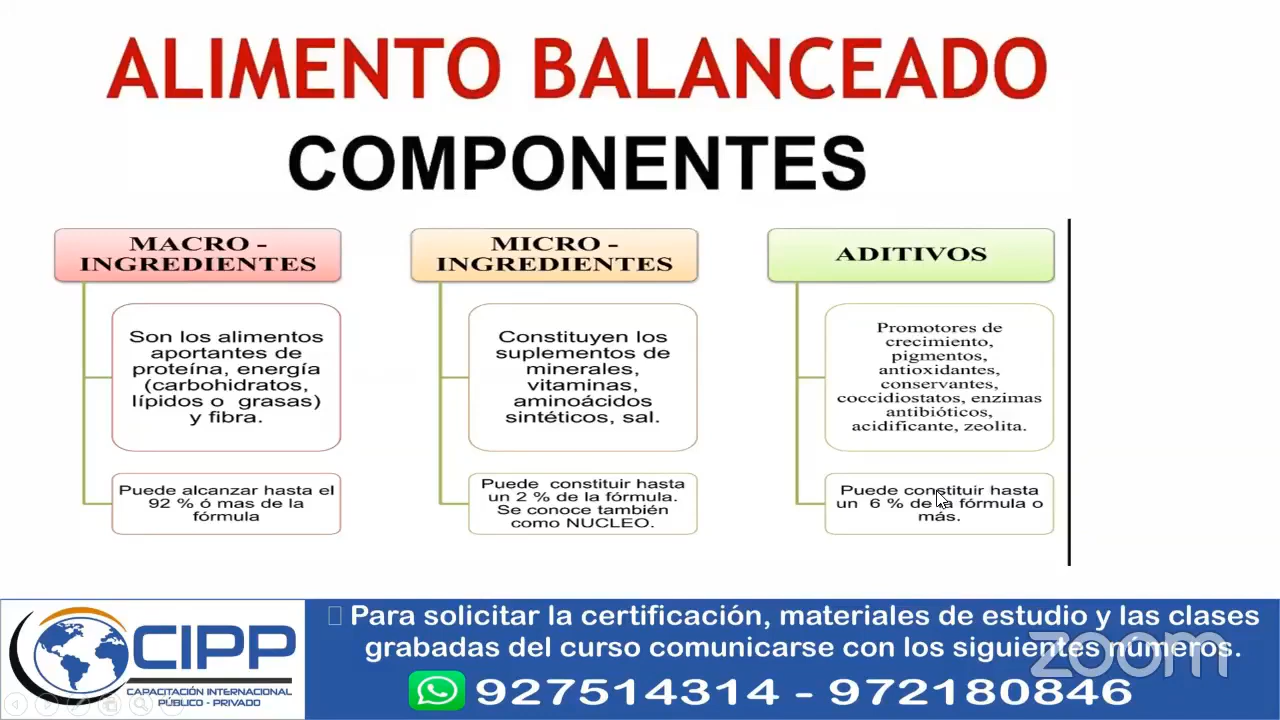 ALIMENTO BALANCEADO
COMPONENTES
MACRO -
INGREDIENTES
Son los alimentos
aportantes de
proteína, energía
(carbohidratos,
lípidos o grasas)
y fibra.
Puede alcanzar hasta el
92 % ó mas de la
fórmula
MICRO -
INGREDIENTES
Constituyen los
suplementos de
minerales,
vitaminas,
aminoácidos
sintéticos, sal.
Puede constituir hasta
un 2 % de la fórmula.
Se conoce también
como NUCLEO.
ADITIVOS
Promotores de
crecimiento,
pigmentos,
antioxidantes,
conservantes,
coccidiostatos, enzimas
antibióticos,
acidificante, zeolita.
Puede constituir hasta
un 6 % de la fórmula o
más.
CIPP
CAPACITACIÓN INTERNACIONAL
PÚBLICO - PRIVADO
Para solicitar la certificación, materiales de estudio y las clases
grabadas del curso comunicarse con los siguientes números.
927514314 - 972180846
zoom